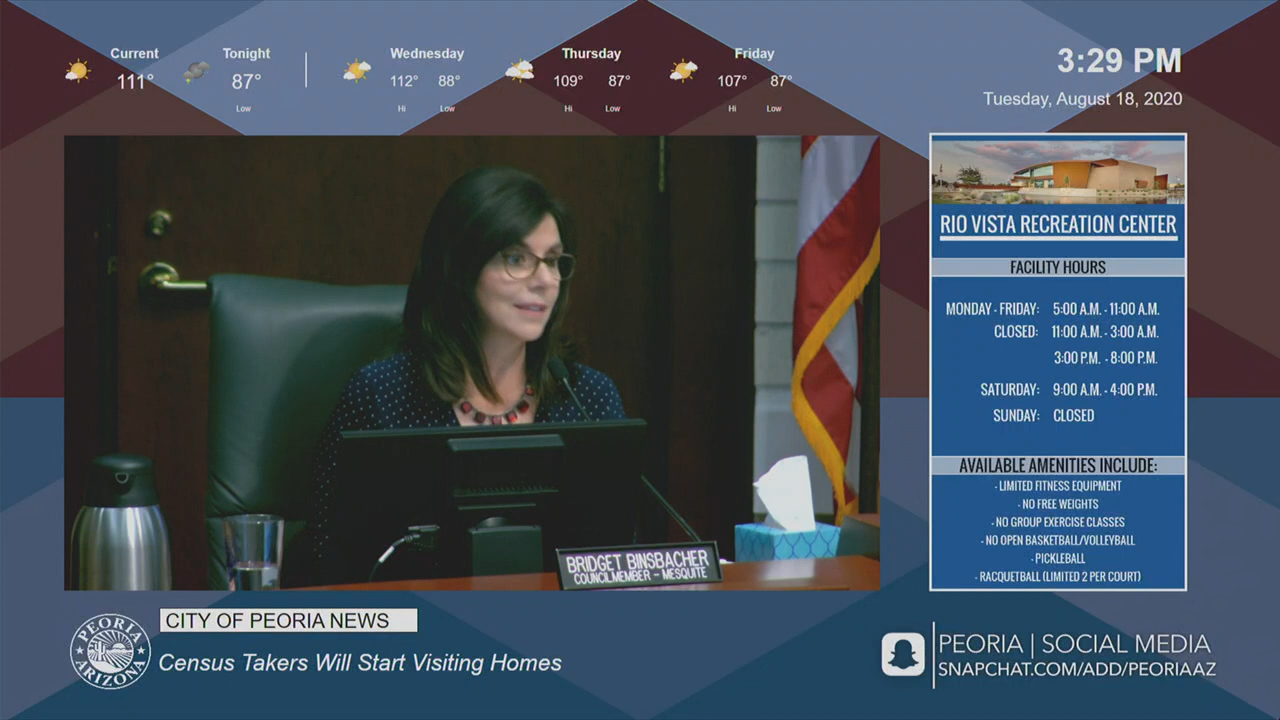 Current
111°
Tonight
87°
Low
Wednesday
112° 88°
Hi Low
Thursday
109° 87°
Hi Low
Friday
107° 87°
Hi Low
3:29 PM
Tuesday, August 18, 2020
RIO VISTA RECREATION CENTER
FACILITY HOURS
MONDAY - FRIDAY: 5:00 A.M. - 11:00 A.M.
CLOSED: 11:00 A.M. - 3:00 A.M.
3:00 P.M. - 8:00 P.M.
SATURDAY: 9:00 A.M. - 4:00 P.M.
SUNDAY: CLOSED
AVAILABLE AMENITIES INCLUDE:
- LIMITED FITNESS EQUIPMENT
- NO FREE WEIGHTS
- NO GROUP EXERCISE CLASSES
- NO OPEN BASKETBALL/VOLLEYBALL
- PICKLEBALL
- RACQUETBALL (LIMITED 2 PER COURT)
BRIDGET BINSBACHER
COUNCILMEMBER - MESQUITE
PEORIA
ARIZONA
CITY OF PEORIA NEWS
Census Takers Will Start Visiting Homes
PEORIA | SOCIAL MEDIA
SNAPCHAT.COM/ADD/PEORIAAZ